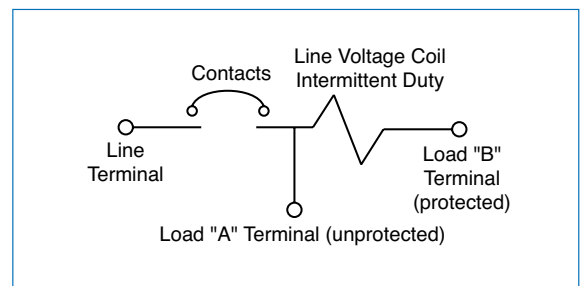 Line Voltage Coil
Intermittent Duty
Contacts
Line
Terminal
Load "B"
Terminal
(protected)
Load "A" Terminal (unprotected)